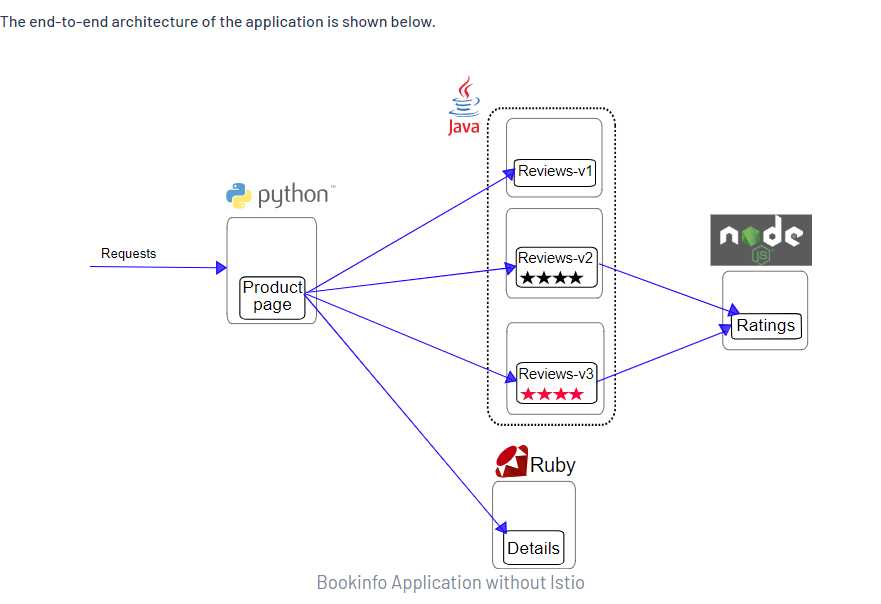 The end-to-end architecture of the application is shown below.
Java
Reviews-v1
python™
node
JS
Requests
Reviews-v2
Product
page
Ratings
Reviews-v3
Ruby
Details
Bookinfo Application without Istio